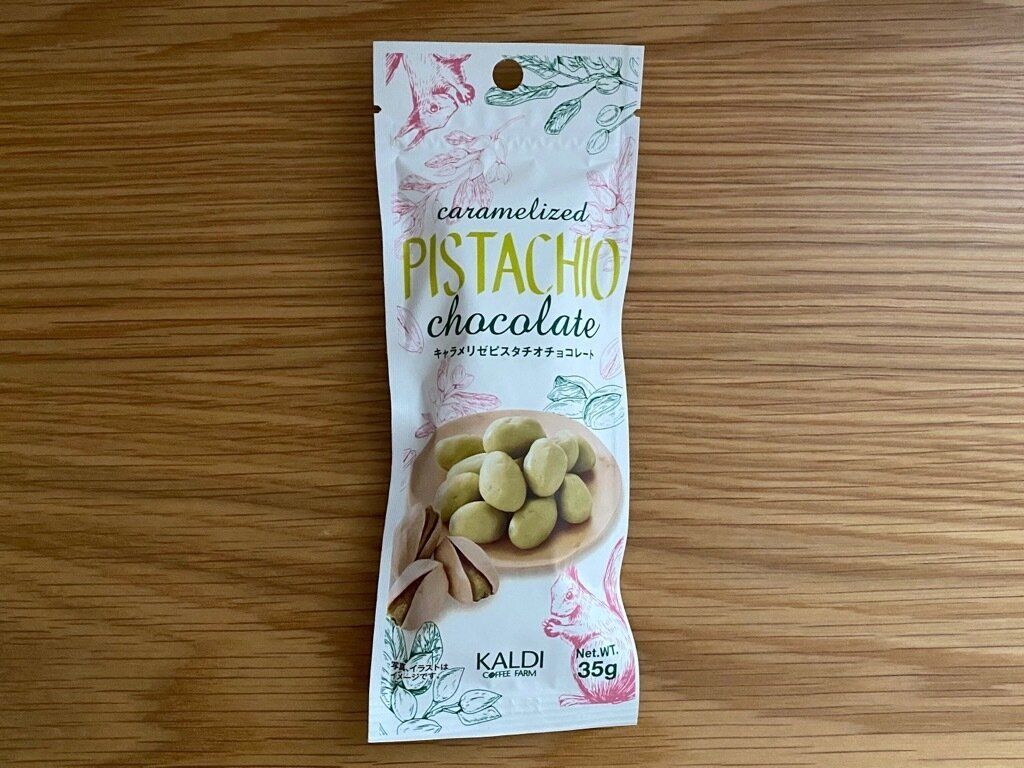 caramelized
PISTACHIO
chocolate
キャラメリゼピスタチオチョコレート
写真、イラストは
イメージです。
KALDI
COFFEE FARM
Net.WT.
35g